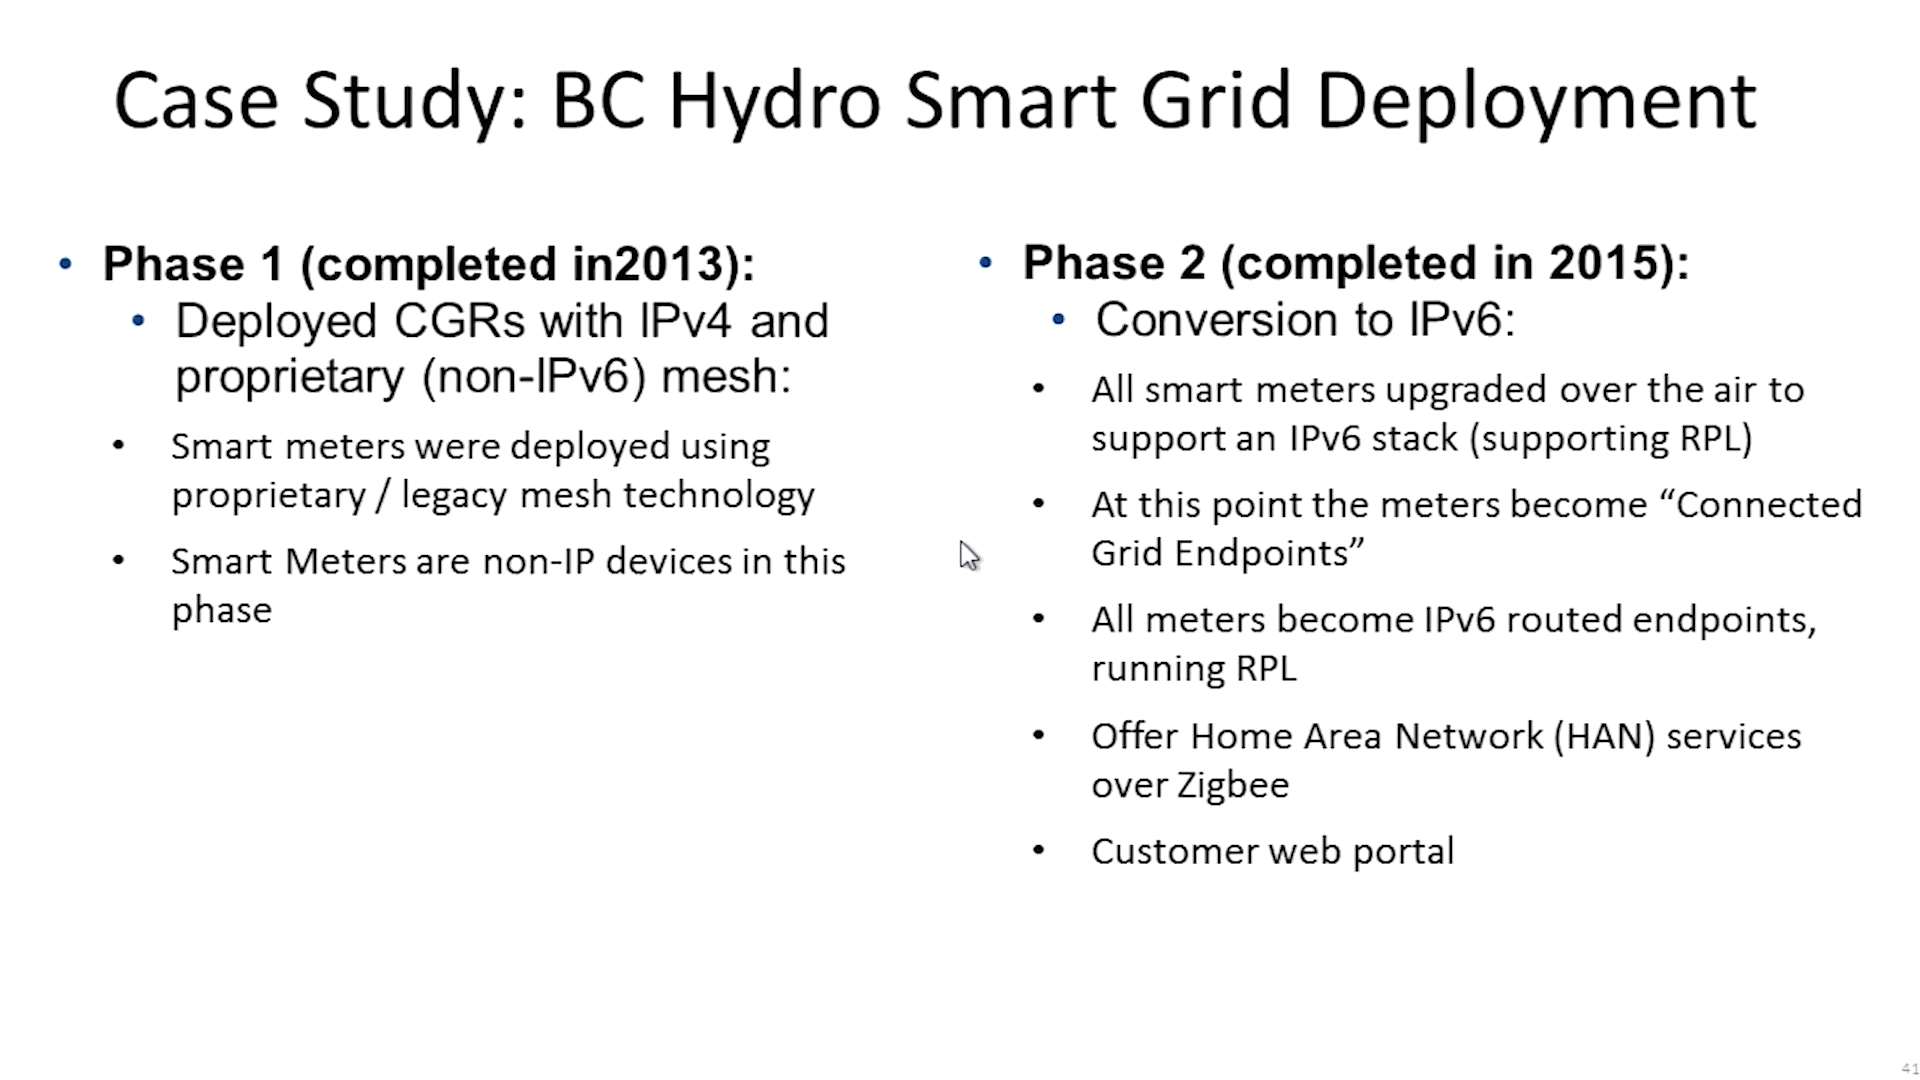 Case Study: BC Hydro Smart Grid Deployment
• Phase 1 (completed in2013):
• Deployed CGRs with IPv4 and
proprietary (non-IPv6) mesh:
• Smart meters were deployed using
proprietary / legacy mesh technology
• Smart Meters are non-IP devices in this
phase
• Phase 2 (completed in 2015):
• Conversion to IPv6:
• All smart meters upgraded over the air to
support an IPv6 stack (supporting RPL)
• At this point the meters become “Connected
Grid Endpoints”
• All meters become IPv6 routed endpoints,
running RPL
• Offer Home Area Network (HAN) services
over Zigbee
• Customer web portal
41